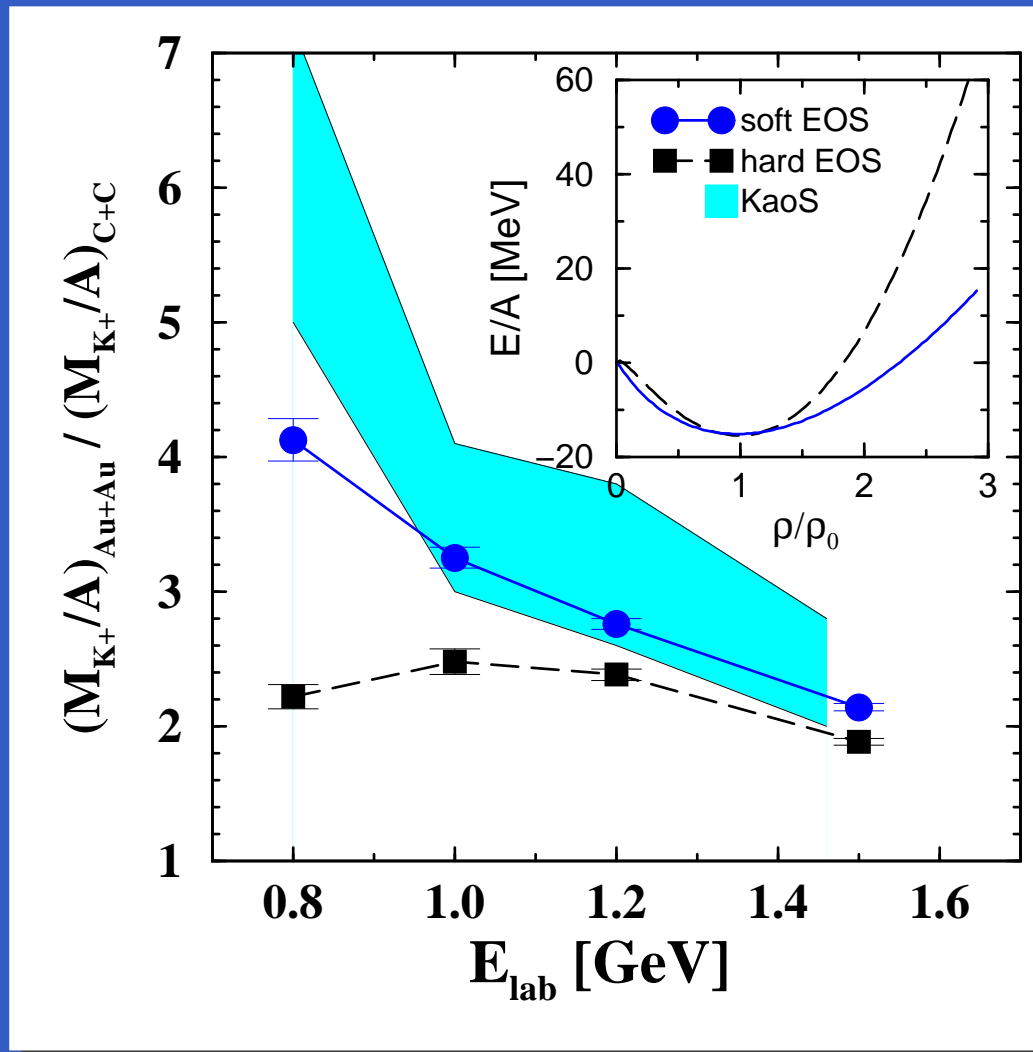 (M_K+/A)_Au+Au / (M_K+/A)_C+C
7
6
5
4
3
2
1
0.8 1.0 1.2 1.4 1.6
E_lab [GeV]
E/A [MeV]
60
40
20
0
−20
0 1 2 3
ρ/ρ_0
soft EOS
hard EOS
KaoS